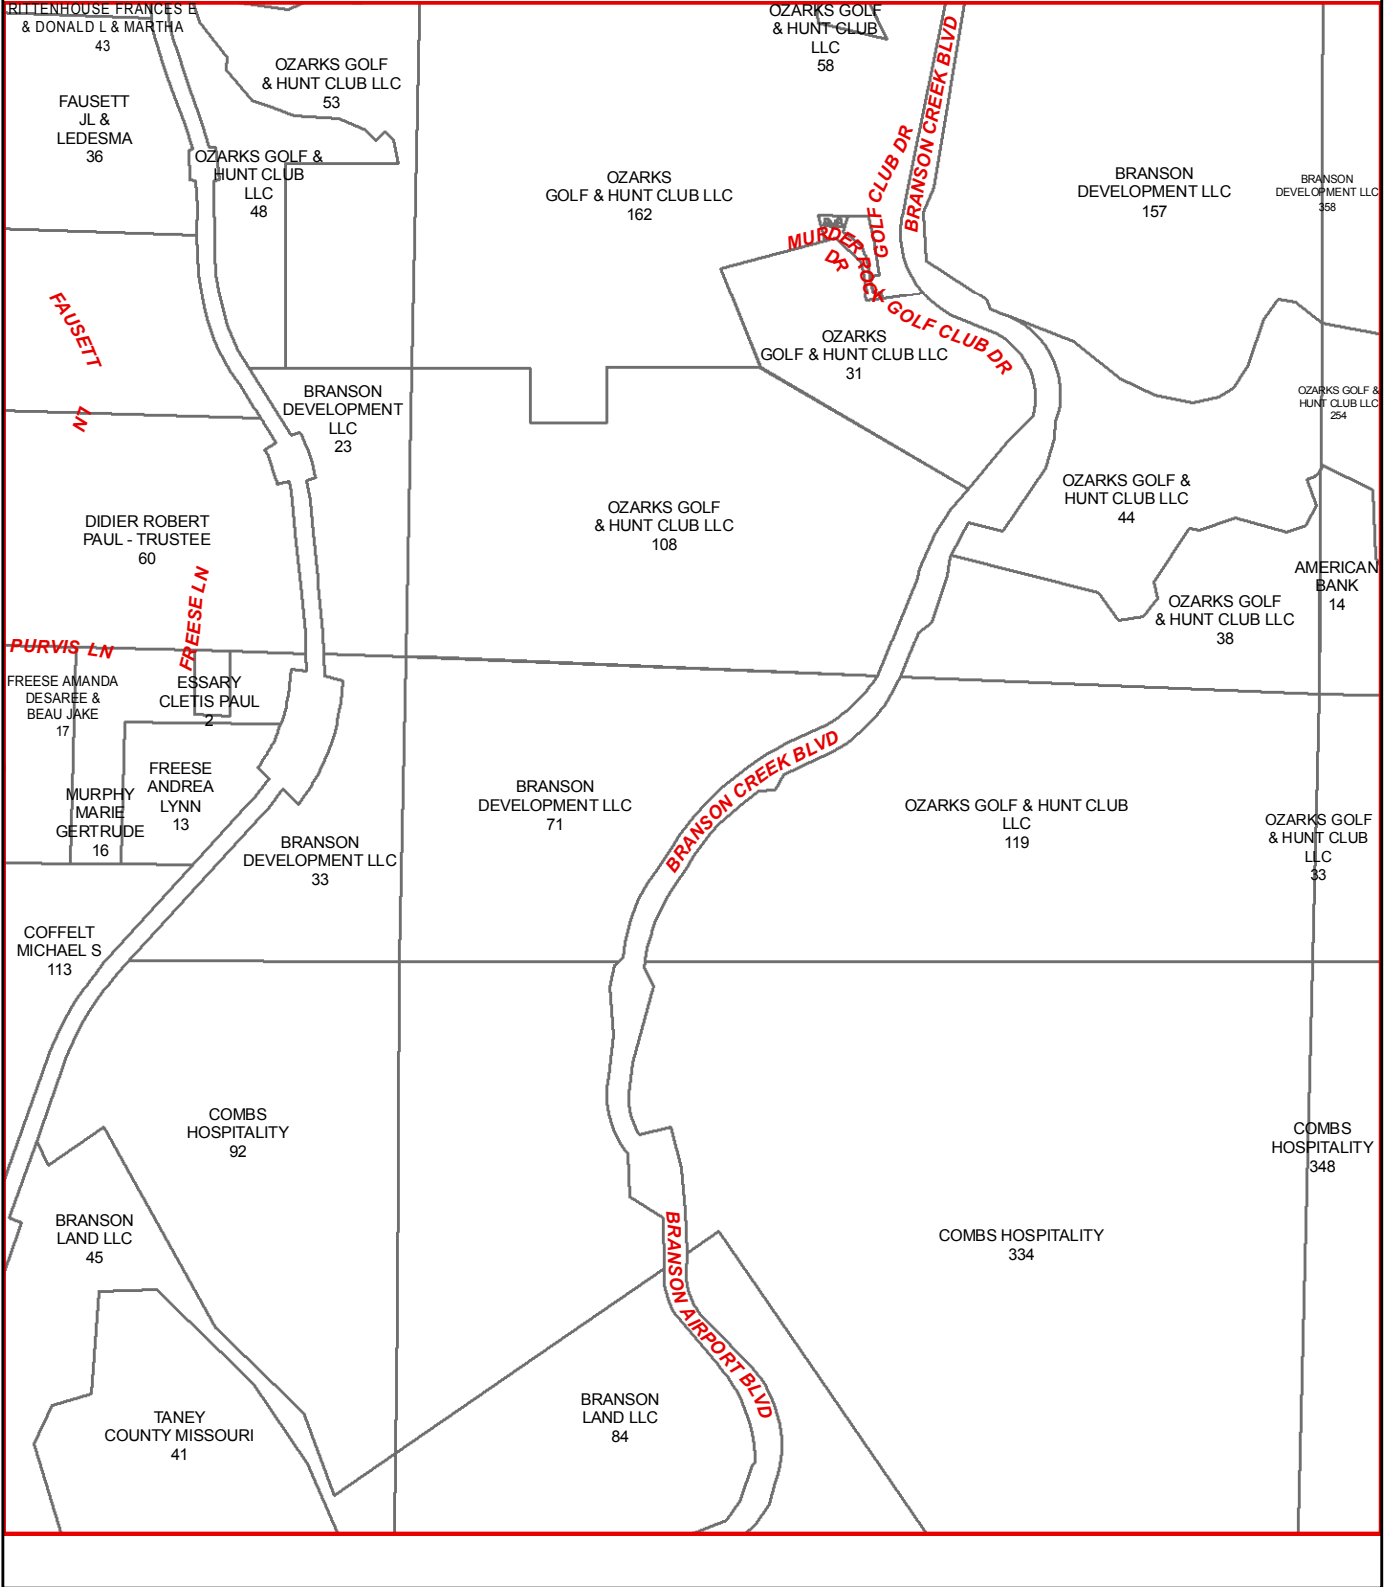 RITTENHOUSE FRANCES E
& DONALD L & MARTHA
43
OZARKS GOLF
& HUNT CLUB
LLC
58
OZARKS GOLF
& HUNT CLUB LLC
53
FAUSETT
JL &
LEDESMA
36
OZARKS GOLF &
HUNT CLUB
LLC
48
OZARKS
GOLF & HUNT CLUB LLC
162
GOLF CLUB DR
BRANSON CREEK BLVD
BRANSON
DEVELOPMENT LLC
157
BRANSON
DEVELOPMENT LLC
358
MURDER ROCK
DR
GOLF CLUB DR
FAUSETT
LN
OZARKS
GOLF & HUNT CLUB LLC
31
BRANSON
DEVELOPMENT
LLC
23
OZARKS GOLF &
HUNT CLUB LLC
254
OZARKS GOLF &
HUNT CLUB LLC
44
OZARKS GOLF
& HUNT CLUB LLC
108
DIDIER ROBERT
PAUL - TRUSTEE
60
AMERICAN
BANK
14
OZARKS GOLF
& HUNT CLUB LLC
38
FREESE LN
PURVIS LN
FREESE AMANDA
DESAREE &
BEAU JAKE
17
ESSARY
CLETIS PAUL
2
FREESE
ANDREA
LYNN
13
MURPHY
MARIE
GERTRUDE
16
BRANSON
DEVELOPMENT LLC
33
BRANSON
DEVELOPMENT LLC
71
BRANSON CREEK BLVD
OZARKS GOLF & HUNT CLUB
LLC
119
OZARKS GOLF
& HUNT CLUB
LLC
33
COFFELT
MICHAEL S
113
COMBS
HOSPITALITY
92
COMBS
HOSPITALITY
348
BRANSON
LAND LLC
45
COMBS HOSPITALITY
334
BRANSON AIRPORT BLVD
BRANSON
LAND LLC
84
TANEY
COUNTY MISSOURI
41